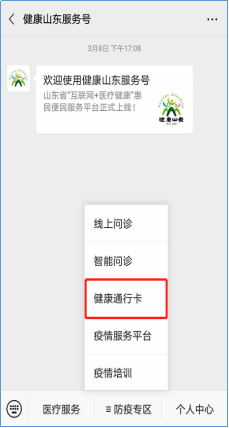 健康山东服务号
3月8日 下午17:08
欢迎使用健康山东服务号
山东省“互联网+医疗健康”惠
民便民服务平台正式上线！
健康山东
线上问诊
智能问诊
健康通行卡
疫情服务平台
疫情培训
医疗服务
≡防疫专区
个人中心